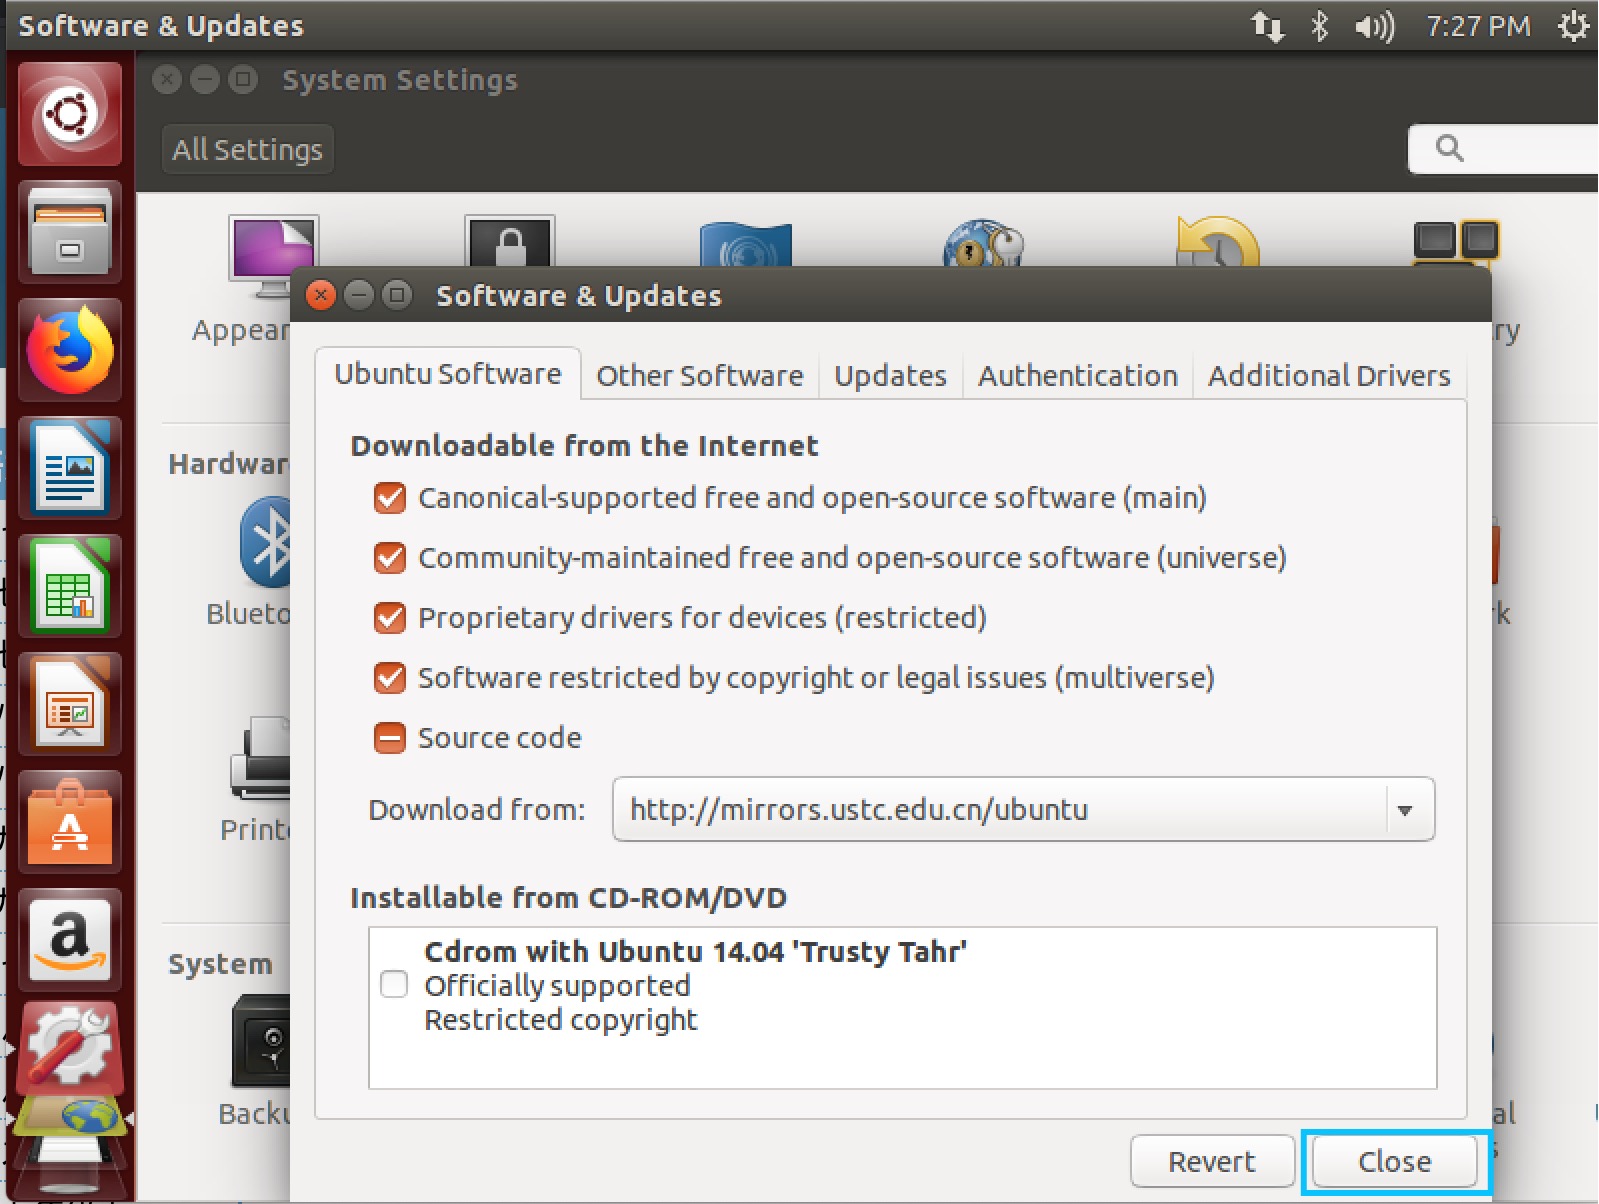 Software & Updates
7:27 PM
System Settings
All Settings
Software & Updates
Ubuntu Software
Other Software
Updates
Authentication
Additional Drivers
Downloadable from the Internet
Canonical-supported free and open-source software (main)
Community-maintained free and open-source software (universe)
Proprietary drivers for devices (restricted)
Software restricted by copyright or legal issues (multiverse)
Source code
Download from:
http://mirrors.ustc.edu.cn/ubuntu
Installable from CD-ROM/DVD
Cdrom with Ubuntu 14.04 'Trusty Tahr'
Officially supported
Restricted copyright
Revert
Close
Appear
Hardwar
Blueto
Print
System
Backu
ry
rk
al